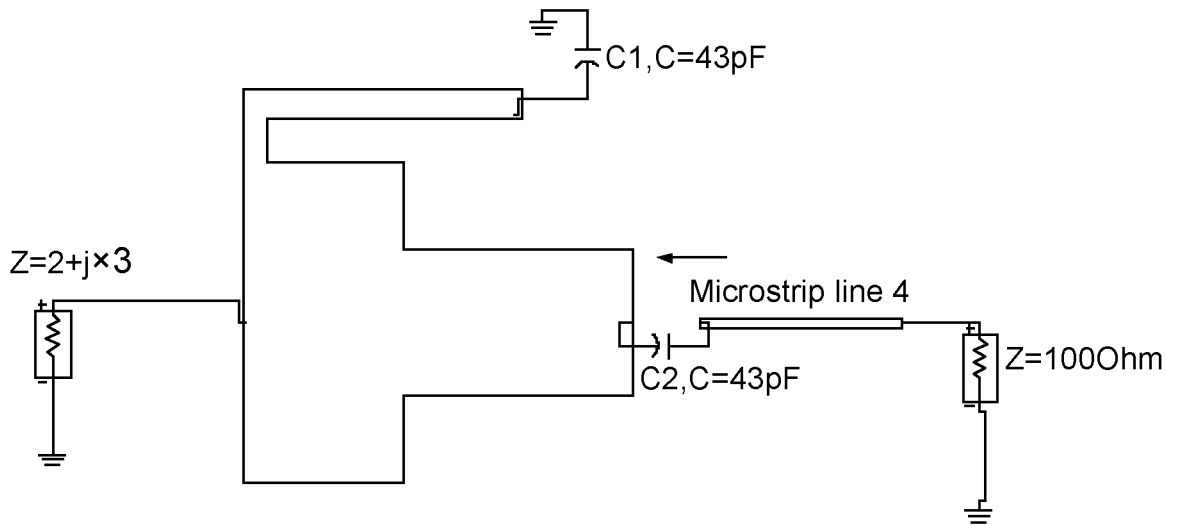 C1,C=43pF
Z=2+j×3
Microstrip line 4
C2,C=43pF
Z=100Ohm